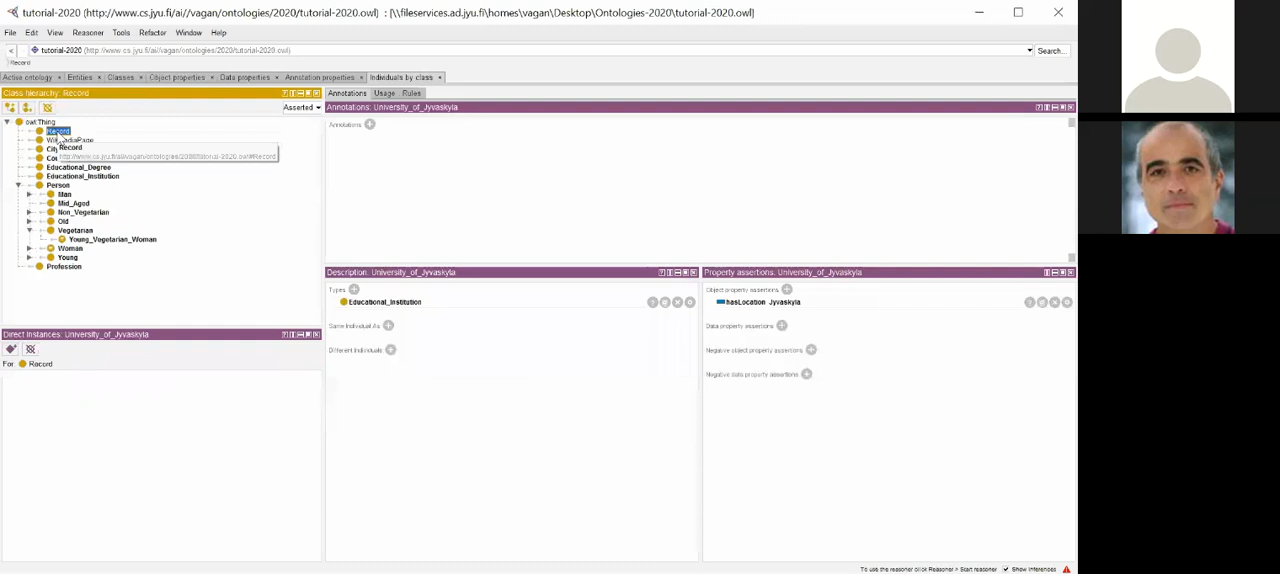 tutorial-2020 (http://www.cs.jyu.fi/ai//vagan/ontologies/2020/tutorial-2020.owl) : [\\fileservices.ad.jyu.fi\homes\vagan\Desktop\Ontologies-2020\tutorial-2020.owl]
File Edit View Reasoner Tools Refactor Window Help
< tutorial-2020 (http://www.cs.jyu.fi/ai//vagan/ontologies/2020/tutorial-2020.owl) Search...
Record
Active ontology × Entities × Classes × Object properties × Data properties × Annotation properties × Individuals by class ×
Class hierarchy: Record
Asserted
owl:Thing
Record
Record
Educational_Degree
Educational_Institution
Person
Man
Mid_Aged
Non_Vegetarian
Old
Vegetarian
Young_Vegetarian_Woman
Woman
Young
Profession
Direct Instances: University_of_Jyvaskyla
For Record
Annotations Usage Rules
Annotations: University_of_Jyvaskyla
Annotations
Description: University_of_Jyvaskyla
Types
Educational_Institution
Same Individual As
Different Individuals
Property assertions: University_of_Jyvaskyla
Object property assertions
hasLocation Jyvaskyla
Data property assertions
Negative object property assertions
Negative data property assertions
To use the reasoner click Reasoner > Start reasoner Show Inferences